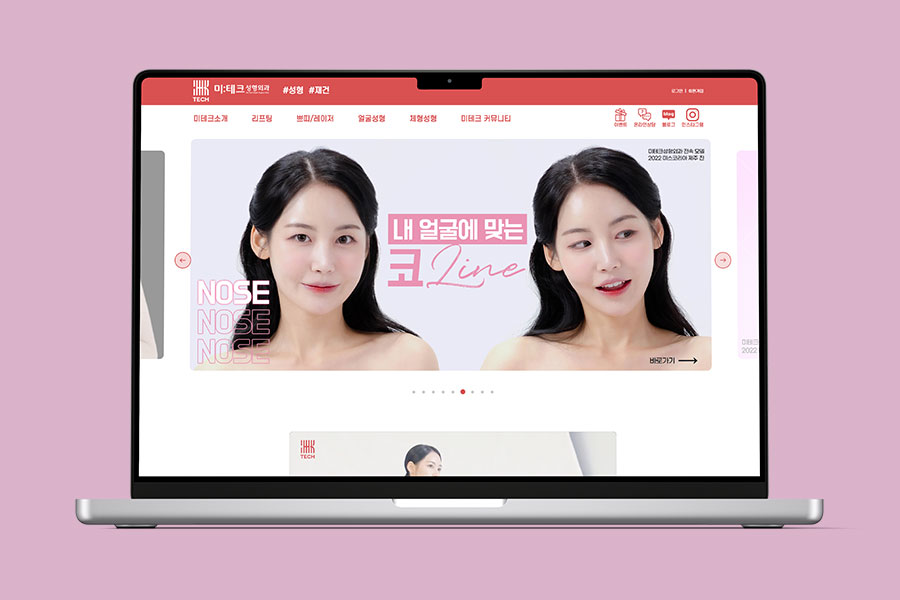 TECH
미:테크 성형외과
#성형 #재건
로그인 | 회원가입
미테크소개
리프팅
쁘띠/레이저
얼굴성형
체형성형
미테크 커뮤니티
이벤트
온라인상담
Blog
블로그
인스타그램
미테크성형외과 전속 모델
2022 미스코리아 제주 진
내 얼굴에 맞는
코 Line
NOSE
NOSE
NOSE
바로가기
2022
TECH